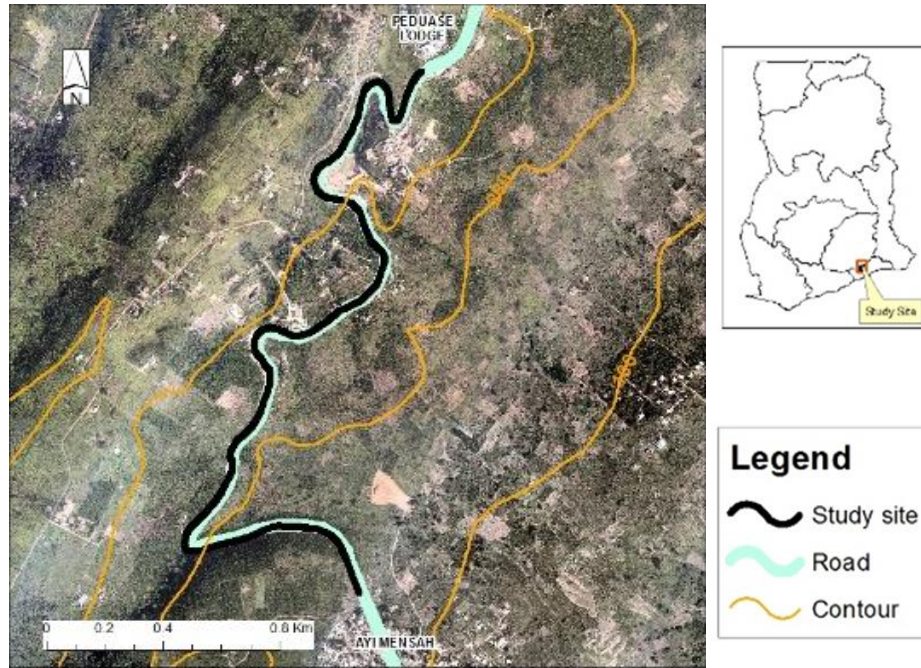 PEDUASE
LODGE
N
0 0.2 0.4 0.8 Km
AYI MENSAH
Study Site
Legend
Study site
Road
Contour